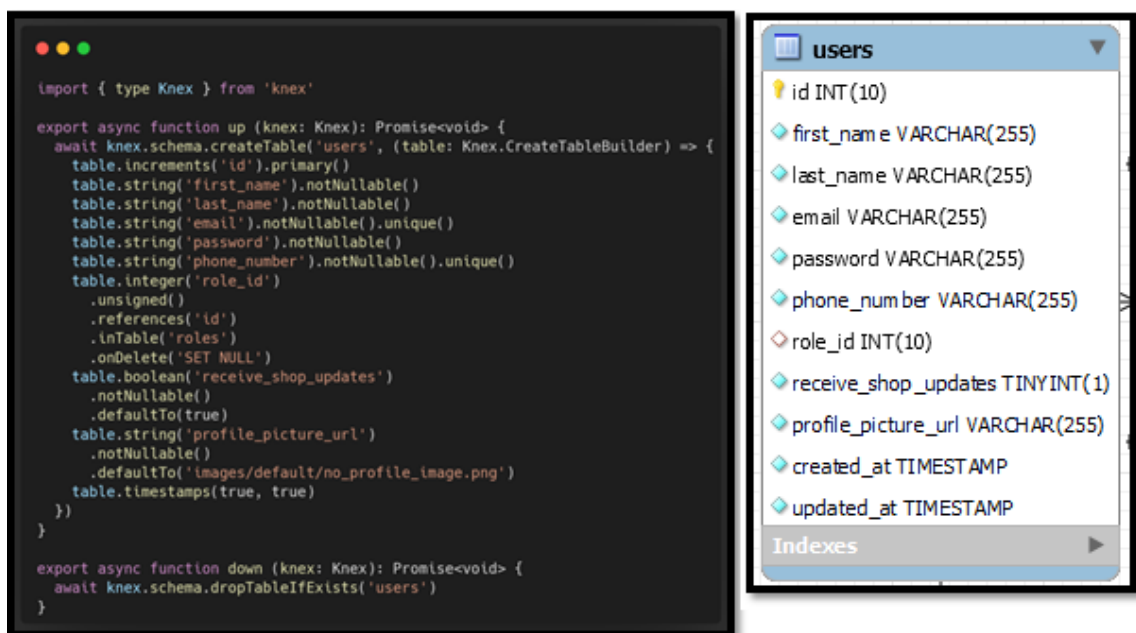 import { type Knex } from 'knex'
export async function up (knex: Knex): Promise<void> {
await knex.schema.createTable('users', (table: Knex.CreateTableBuilder) => {
table.increments('id').primary()
table.string('first_name').notNullable()
table.string('last_name').notNullable()
table.string('email').notNullable().unique()
table.string('password').notNullable()
table.string('phone_number').notNullable().unique()
table.integer('role_id')
.unsigned()
.references('id')
.inTable('roles')
.onDelete('SET NULL')
table.boolean('receive_shop_updates')
.notNullable()
.defaultTo(true)
table.string('profile_picture_url')
.notNullable()
.defaultTo('images/default/no_profile_image.png')
table.timestamps(true, true)
})
}
export async function down (knex: Knex): Promise<void> {
await knex.schema.dropTableIfExists('users')
}
users
id INT(10)
first_name VARCHAR(255)
last_name VARCHAR(255)
email VARCHAR(255)
password VARCHAR(255)
phone_number VARCHAR(255)
role_id INT(10)
receive_shop_updates TINYINT(1)
profile_picture_url VARCHAR(255)
created_at TIMESTAMP
updated_at TIMESTAMP
Indexes